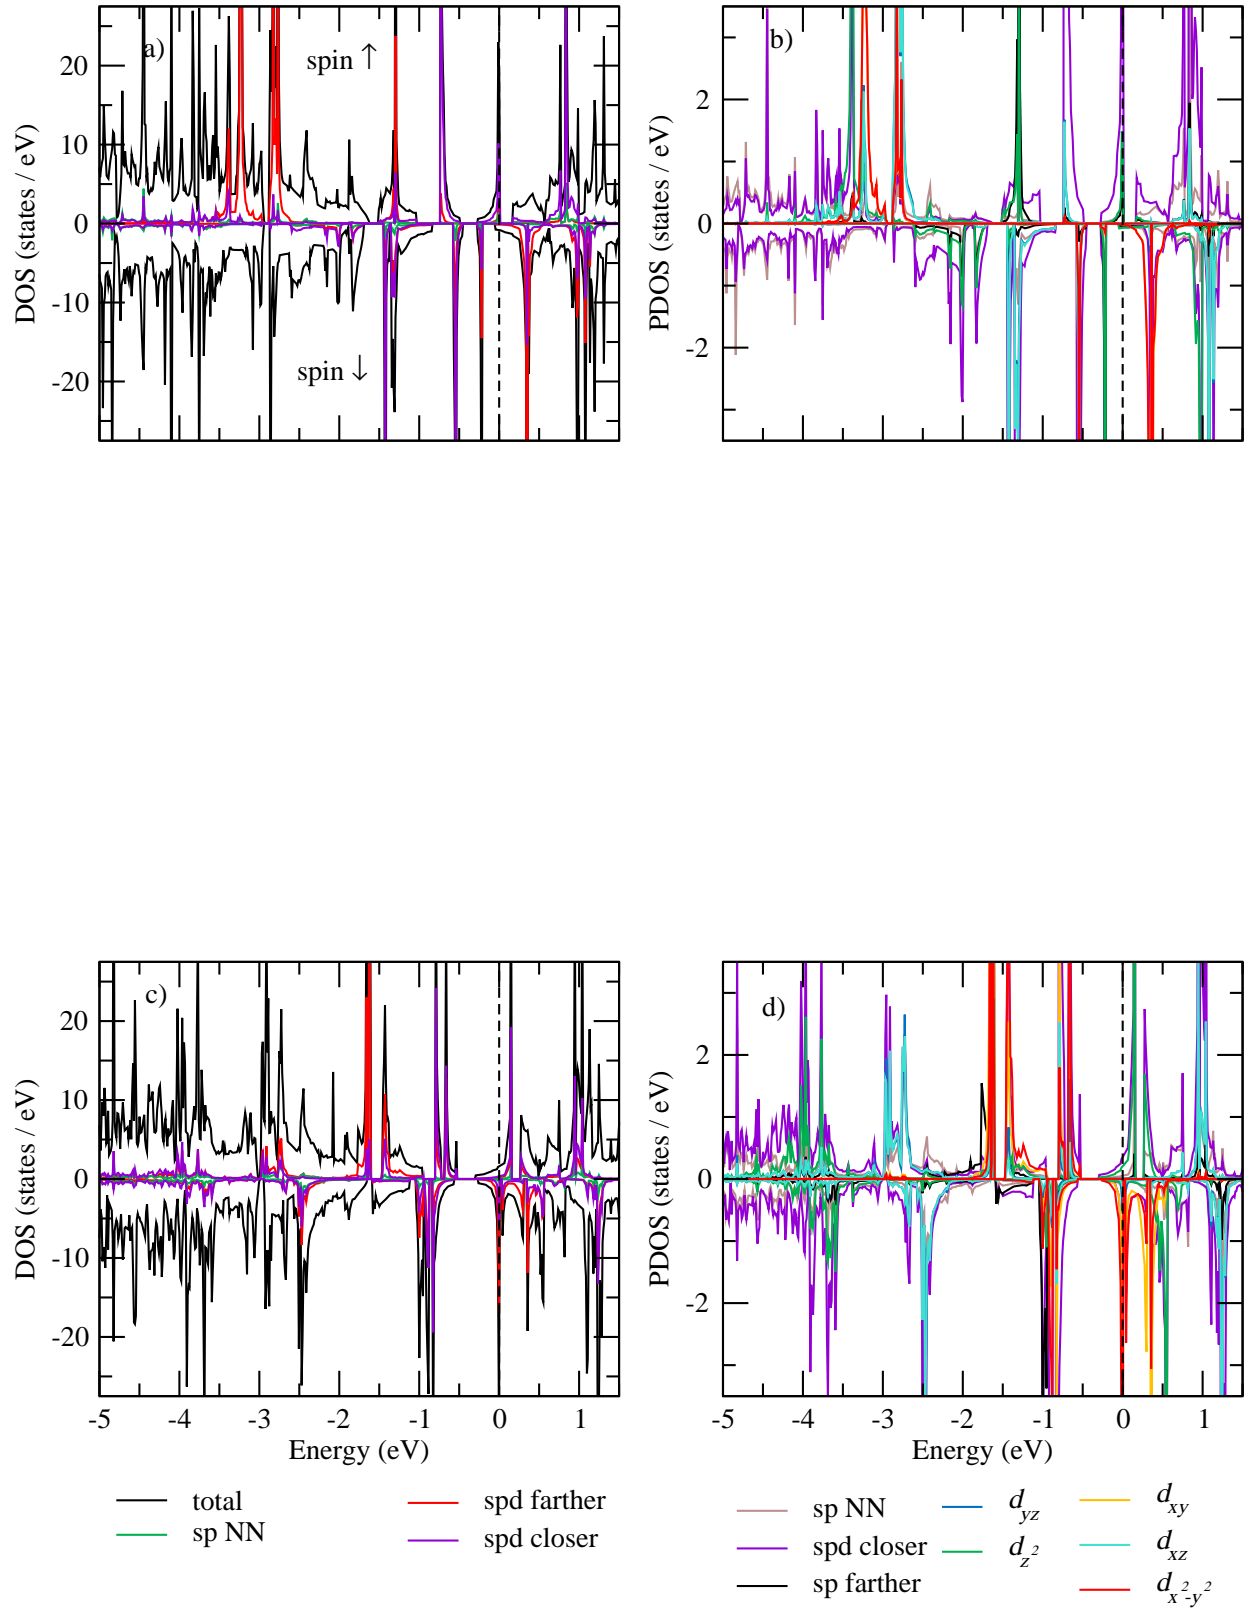 a)
spin ↑
b)
20
10
0
-10
-20
DOS (states / eV)
spin ↓
2
0
-2
PDOS (states / eV)
c)
d)
20
10
0
-10
-20
DOS (states / eV)
2
0
-2
PDOS (states / eV)
-5 -4 -3 -2 -1 0 1
-5 -4 -3 -2 -1 0 1
Energy (eV)
Energy (eV)
total
spd farther
sp NN
spd closer
sp NN
d_yz
d_xy
spd closer
d_z²
d_xz
sp farther
d_x²-y²